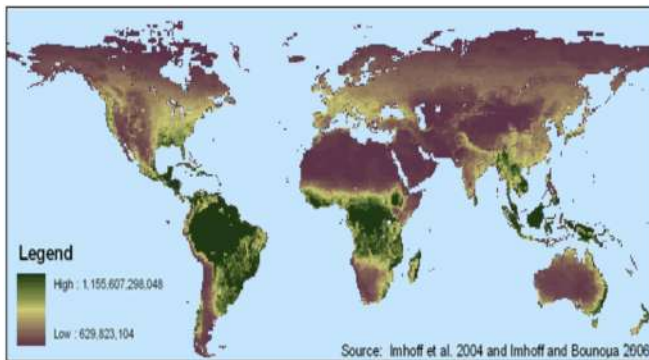 Legend
High : 1,155,607,298,048
Low : 629,823,104
Source: Imhoff et al. 2004 and Imhoff and Bounoua 2006